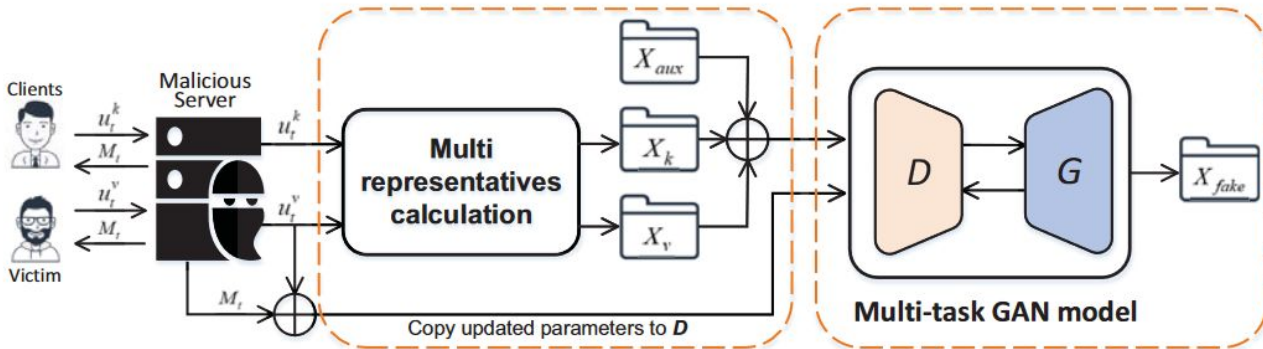 Clients
Malicious
Server
u_t^k
M_t
u_t^v
M_t
Victim
u_t^k
u_t^v
M_t
Multi
representatives
calculation
X_aux
X_k
X_v
Copy updated parameters to D
D
G
X_fake
Multi-task GAN model